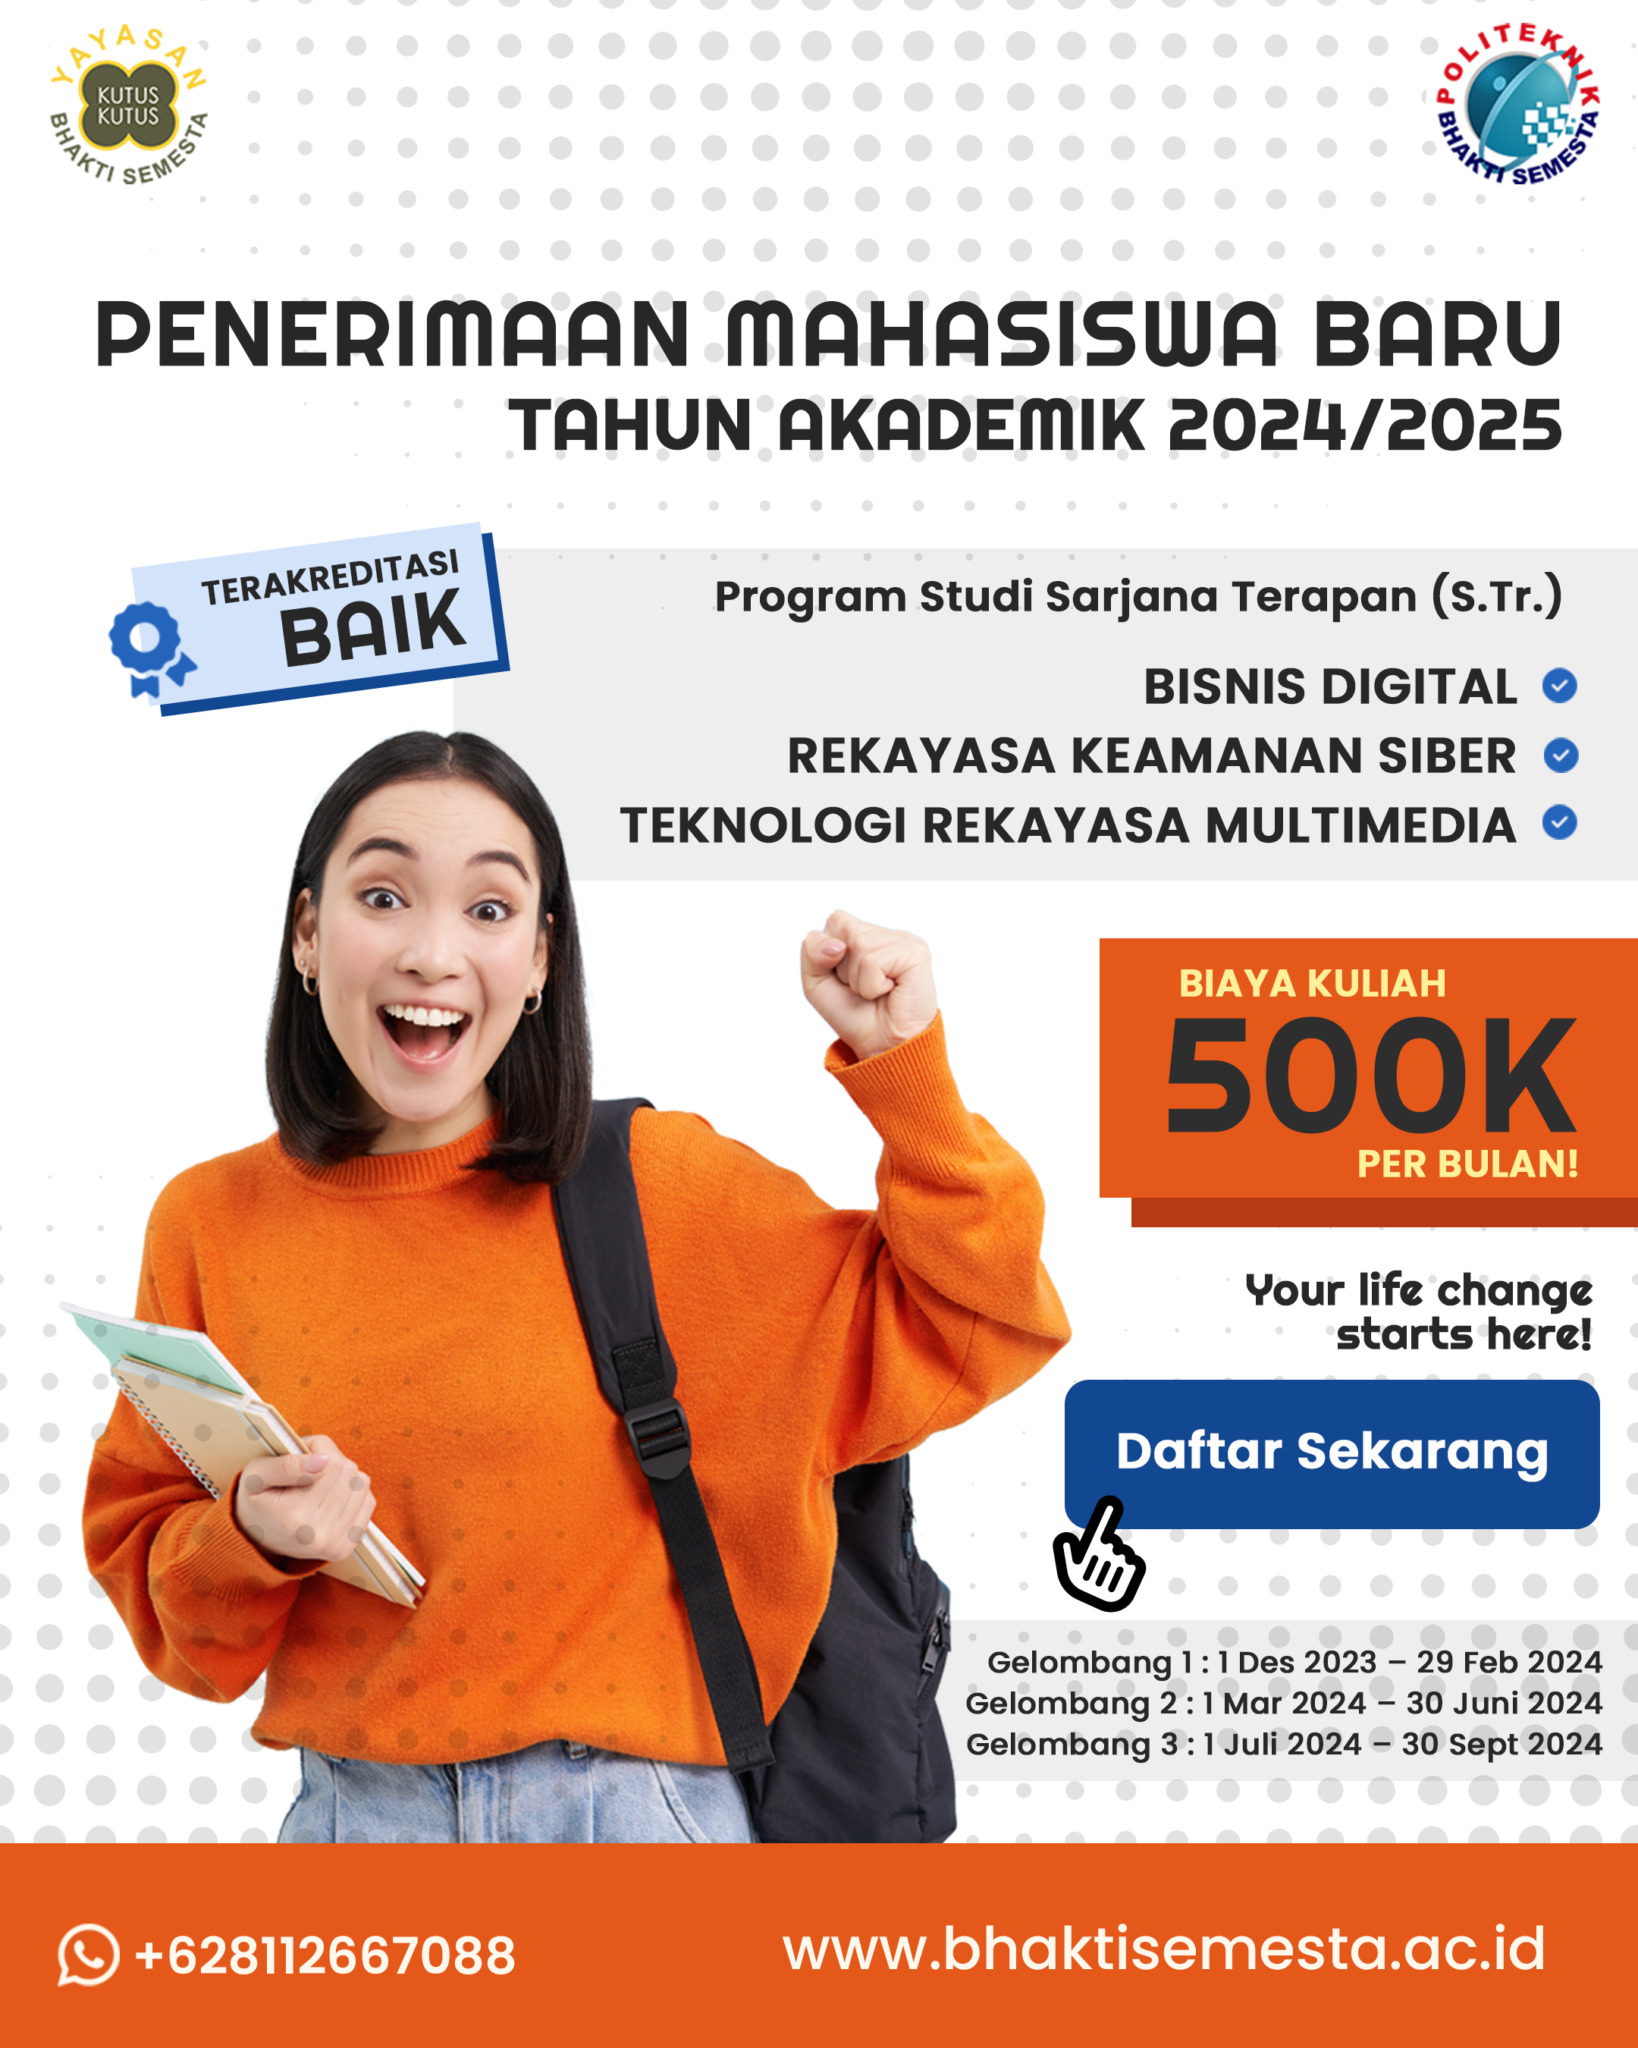 YAYASAN
KUTUS
KUTUS
BHAKTI SEMESTA
POLITEKNIK
BHAKTI SEMESTA
PENERIMAAN MAHASISWA BARU
TAHUN AKADEMIK 2024/2025
TERAKREDITASI
BAIK
Program Studi Sarjana Terapan (S.Tr.)
BISNIS DIGITAL
REKAYASA KEAMANAN SIBER
TEKNOLOGI REKAYASA MULTIMEDIA
BIAYA KULIAH
500K
PER BULAN!
Your life change
starts here!
Daftar Sekarang
Gelombang 1 : 1 Des 2023 – 29 Feb 2024
Gelombang 2 : 1 Mar 2024 – 30 Juni 2024
Gelombang 3 : 1 Juli 2024 – 30 Sept 2024
+628112667088
www.bhaktisemesta.ac.id